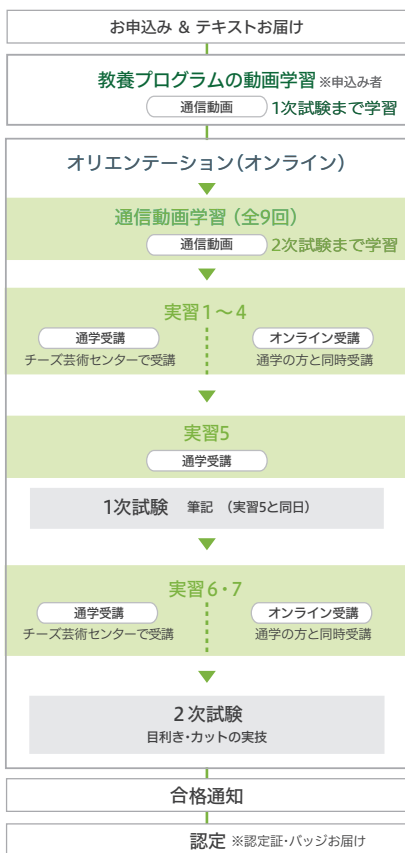 お申込み & テキストお届け
教養プログラムの動画学習 ※申込み者
通信動画 1次試験まで学習
オリエンテーション(オンライン)
通信動画学習(全9回)
通信動画 2次試験まで学習
実習1〜4
通学受講 オンライン受講
チーズ芸術センターで受講 通学の方と同時受講
実習5
通学受講
1次試験 筆記 (実習5と同日)
実習6・7
通学受講 オンライン受講
チーズ芸術センターで受講 通学の方と同時受講
2次試験
目利き・カットの実技
合格通知
認定 ※認定証・バッジお届け